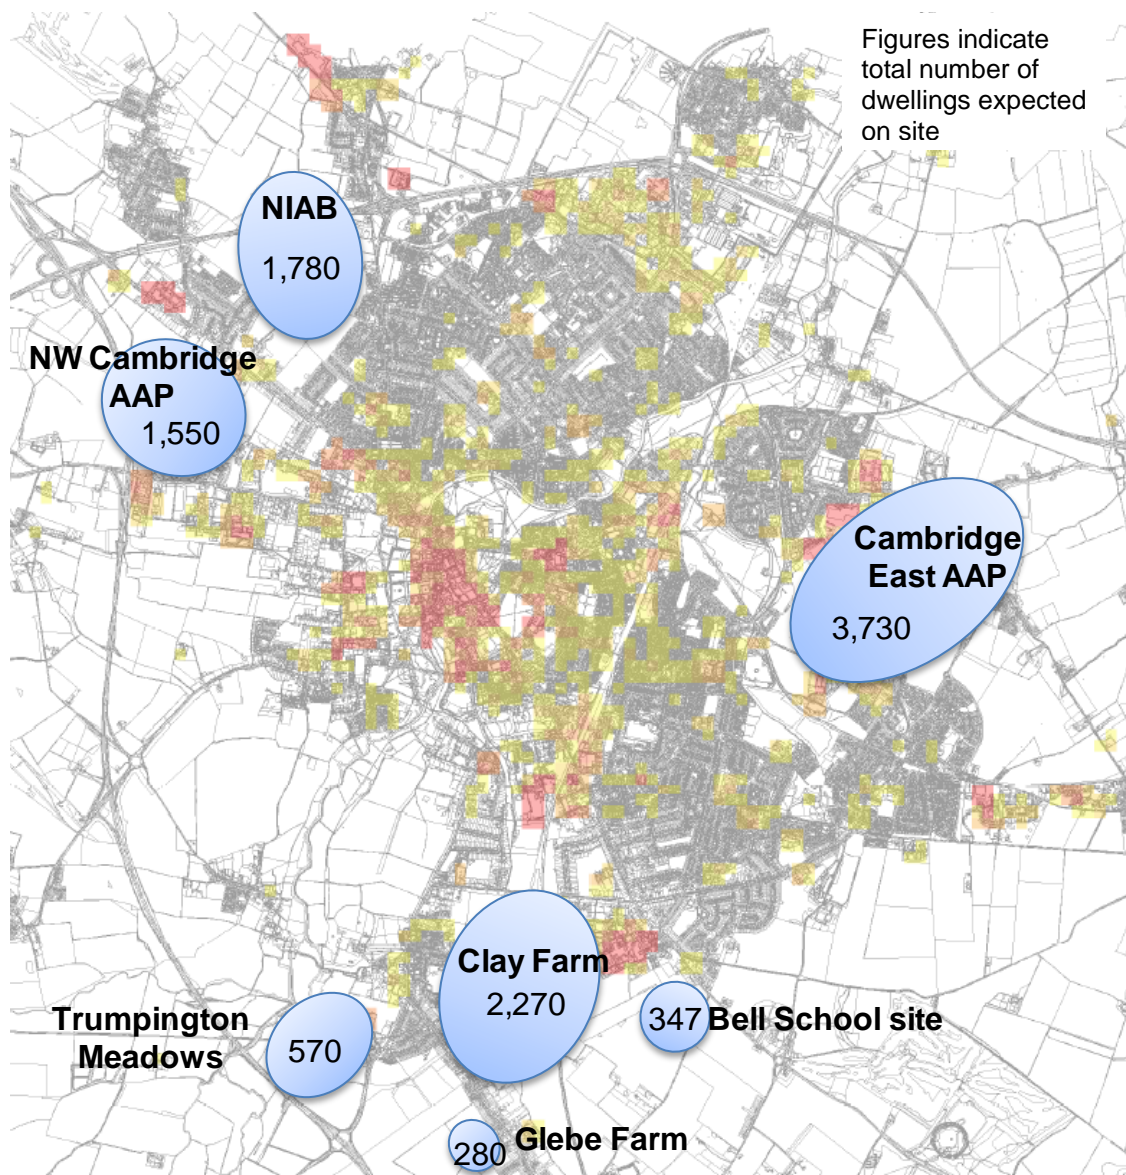 Figures indicate
total number of
dwellings expected
on site
NIAB
1,780
NW Cambridge
AAP
1,550
Cambridge
East AAP
3,730
Clay Farm
2,270
347 Bell School site
Trumpington
Meadows
570
280 Glebe Farm